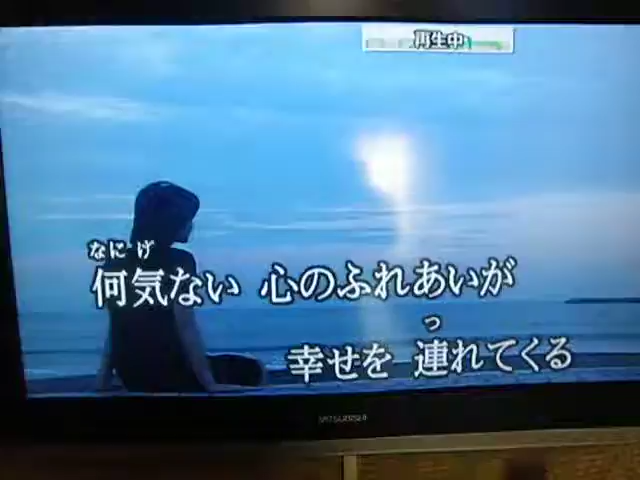 再生中
なにげ
何気ない 心のふれあいが
つ
幸せを 連れてくる
MITSUBISHI